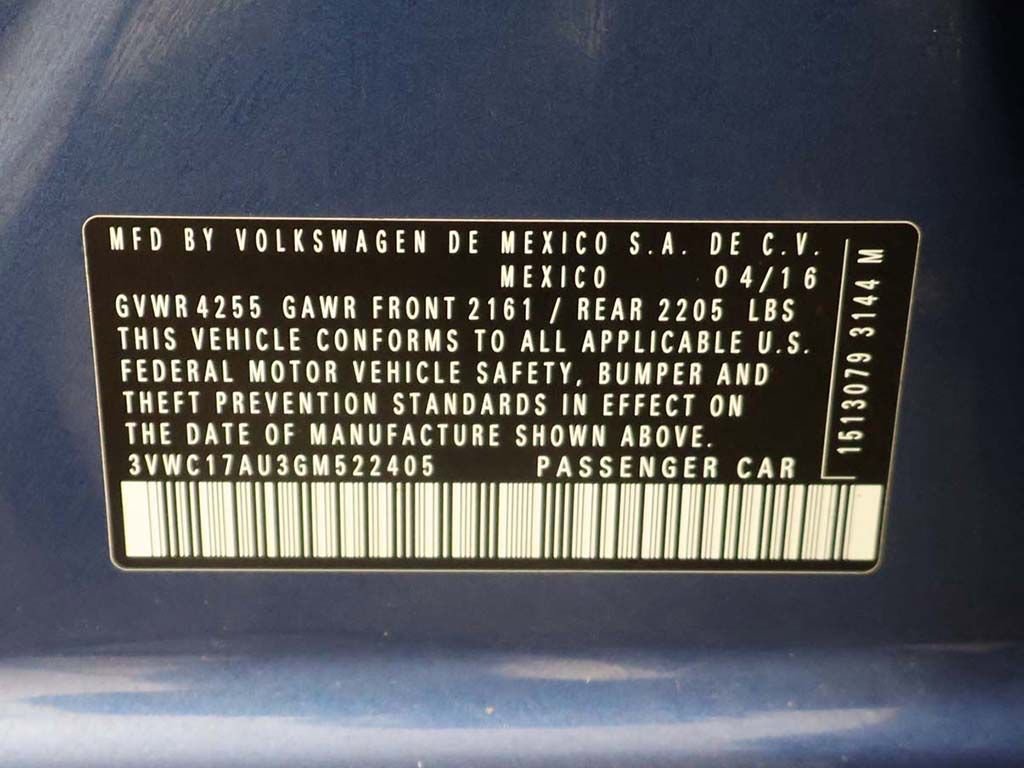 MFD BY VOLKSWAGEN DE MEXICO S.A. DE C.V.
MEXICO 04/16
GVWR 4255 GAWR FRONT 2161 / REAR 2205 LBS
THIS VEHICLE CONFORMS TO ALL APPLICABLE U.S.
FEDERAL MOTOR VEHICLE SAFETY, BUMPER AND
THEFT PREVENTION STANDARDS IN EFFECT ON
THE DATE OF MANUFACTURE SHOWN ABOVE.
3VWC17AU3GM522405 PASSENGER CAR
1513079 3144 M